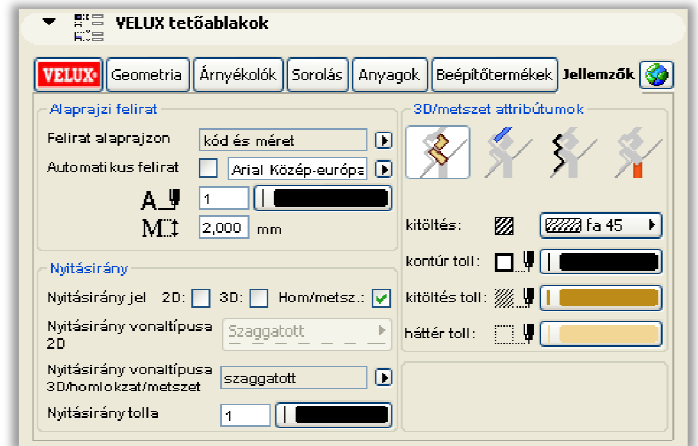 VELUX tetőablakok
VELUX Geometria Árnyékolók Sorolás Anyagok Beépítőtermékek Jellemzők
Alaprajzi felirat
Felirat alaprajzon kód és méret
Automatikus felirat Arial Közép-európa
A 1
M 2,000 mm
Nyitásirány
Nyitásirány jel 2D: 3D: Hom/metsz.:
Nyitásirány vonaltípusa
2D
Szaggatott
Nyitásirány vonaltípusa
3D/homlokzat/metszet
szaggatott
Nyitásirány tolla 1
3D/metszet attribútumok
kitöltés: fa 45
kontúr toll:
kitöltés toll:
háttér toll: